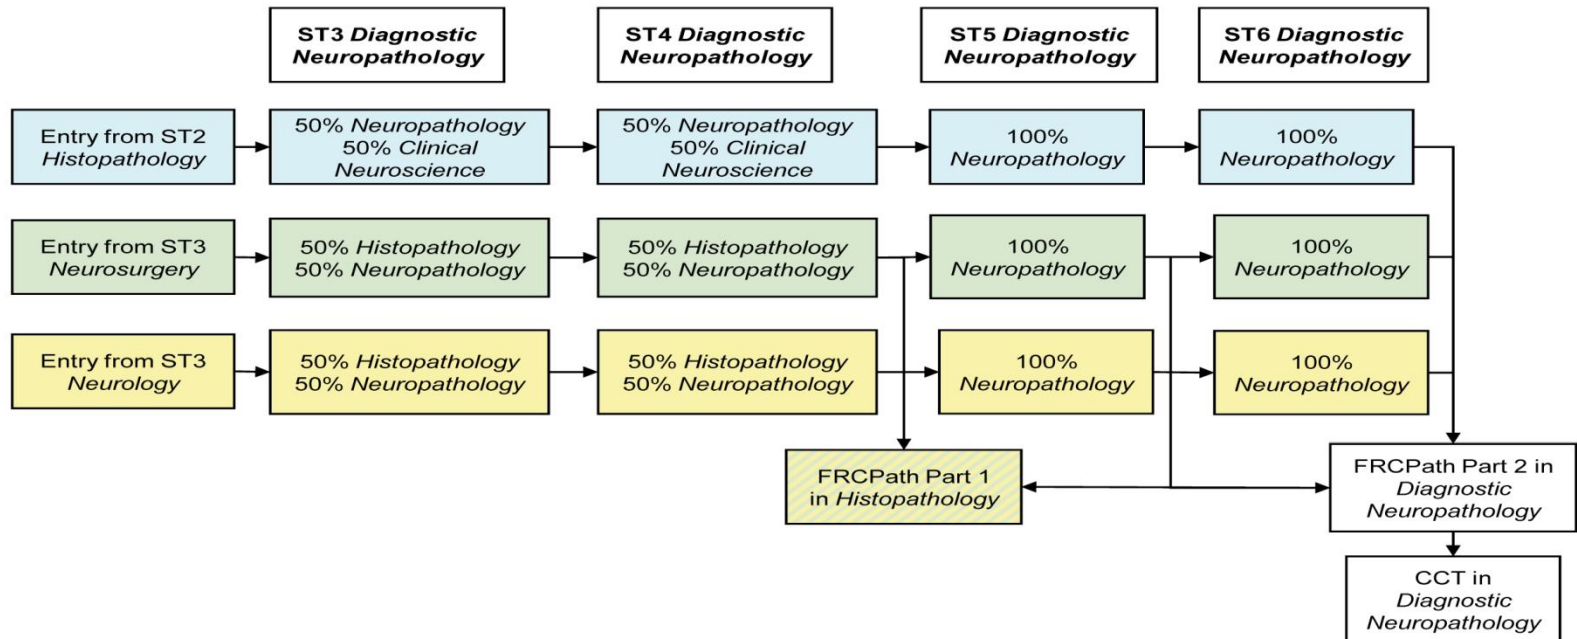 ST3 Diagnostic
Neuropathology
ST4 Diagnostic
Neuropathology
ST5 Diagnostic
Neuropathology
ST6 Diagnostic
Neuropathology
Entry from ST2
Histopathology
50% Neuropathology
50% Clinical
Neuroscience
50% Neuropathology
50% Clinical
Neuroscience
100%
Neuropathology
100%
Neuropathology
Entry from ST3
Neurosurgery
50% Histopathology
50% Neuropathology
50% Histopathology
50% Neuropathology
100%
Neuropathology
100%
Neuropathology
Entry from ST3
Neurology
50% Histopathology
50% Neuropathology
50% Histopathology
50% Neuropathology
100%
Neuropathology
100%
Neuropathology
FRCPath Part 1
in Histopathology
FRCPath Part 2 in
Diagnostic
Neuropathology
CCT in
Diagnostic
Neuropathology